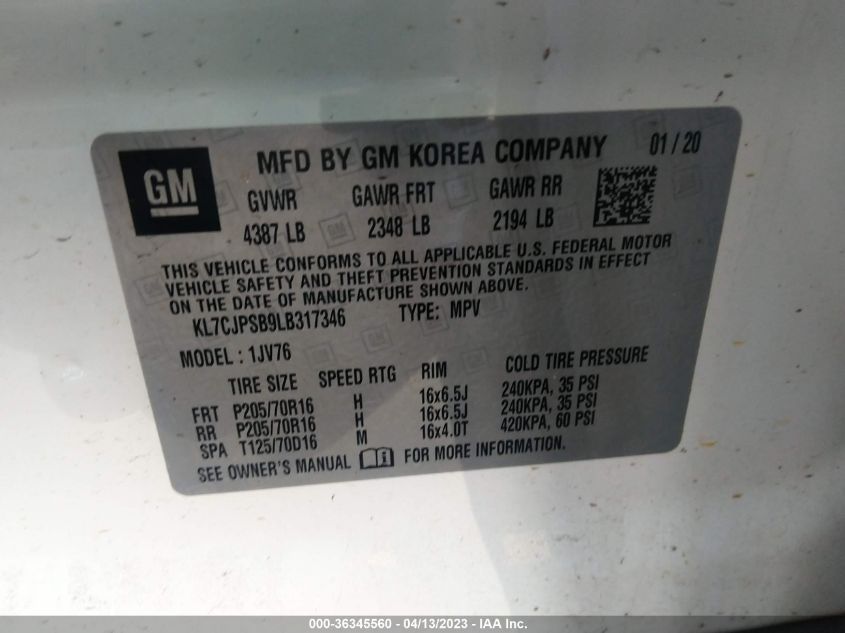 GM
MFD BY GM KOREA COMPANY 01 / 20
GVWR GAWR FRT GAWR RR
4387 LB 2348 LB 2194 LB
THIS VEHICLE CONFORMS TO ALL APPLICABLE U.S. FEDERAL MOTOR
VEHICLE SAFETY AND THEFT PREVENTION STANDARDS IN EFFECT
ON THE DATE OF MANUFACTURE SHOWN ABOVE.
KL7CJPSB9LB317346 TYPE: MPV
MODEL : 1JV76
TIRE SIZE SPEED RTG RIM COLD TIRE PRESSURE
FRT P205/70R16 H 16x6.5J 240KPA, 35 PSI
RR P205/70R16 H 16x6.5J 240KPA, 35 PSI
SPA T125/70D16 M 16x4.0T 420KPA, 60 PSI
SEE OWNER'S MANUAL FOR MORE INFORMATION.
000-36345560 / 04/13/2023 - IAA Inc.